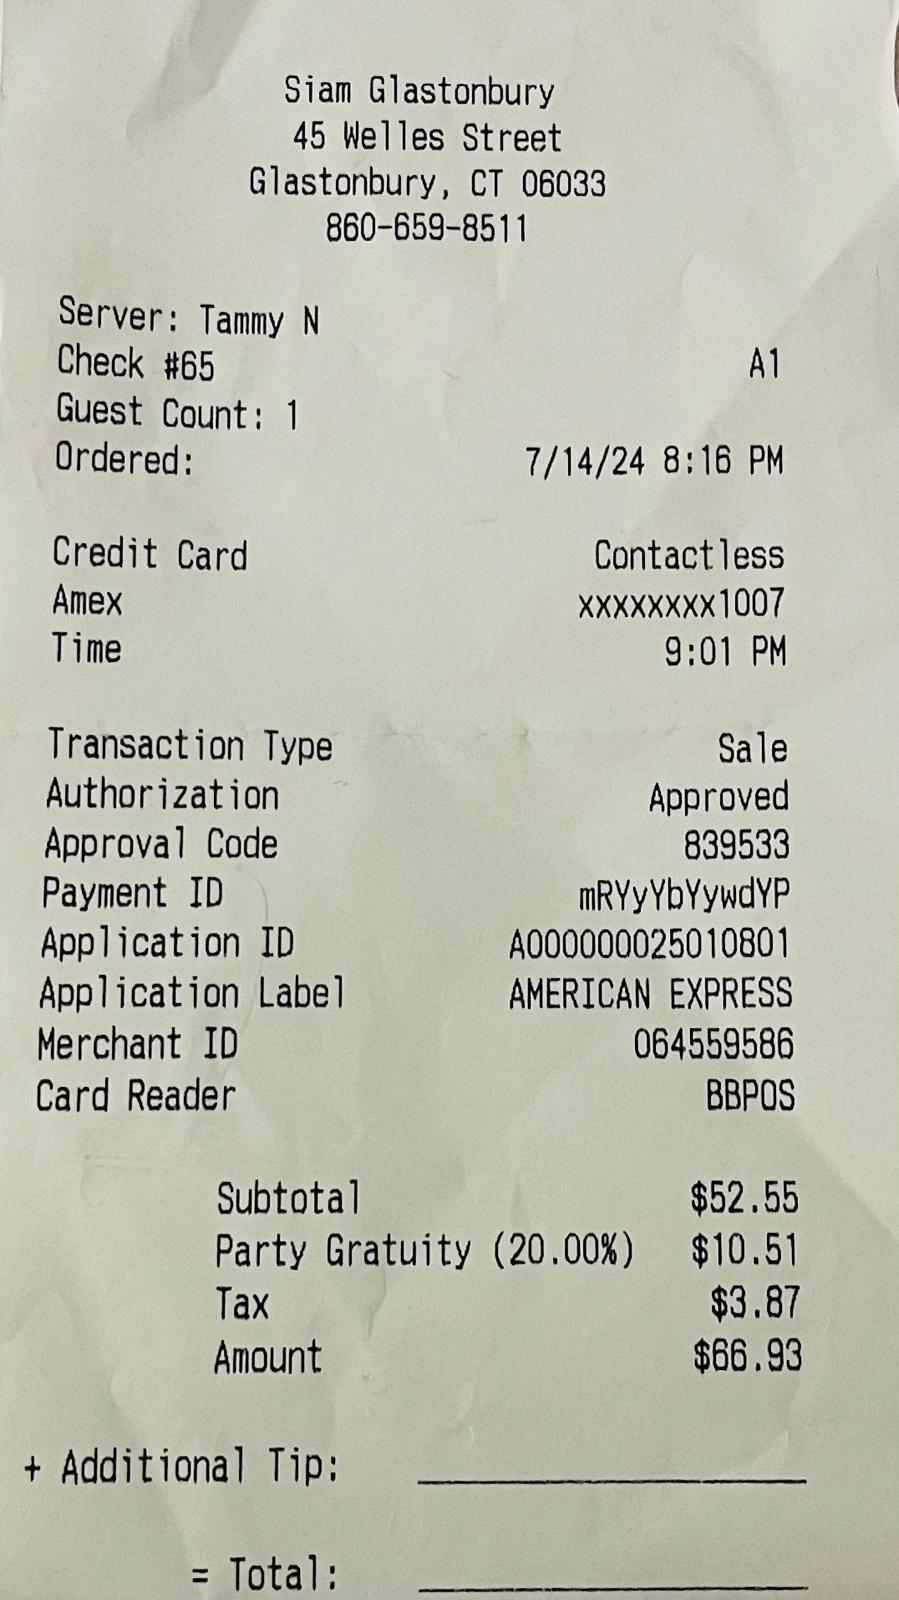 Siam Glastonbury
45 Welles Street
Glastonbury, CT 06033
860-659-8511
Server: Tammy N
Check #65 A1
Guest Count: 1
Ordered: 7/14/24 8:16 PM
Credit Card Contactless
Amex xxxxxxxx1007
Time 9:01 PM
Transaction Type Sale
Authorization Approved
Approval Code 839533
Payment ID mRYyYbYywdYP
Application ID A000000025010801
Application Label AMERICAN EXPRESS
Merchant ID 064559586
Card Reader BBPOS
Subtotal $52.55
Party Gratuity (20.00%) $10.51
Tax $3.87
Amount $66.93
+ Additional Tip:
= Total: